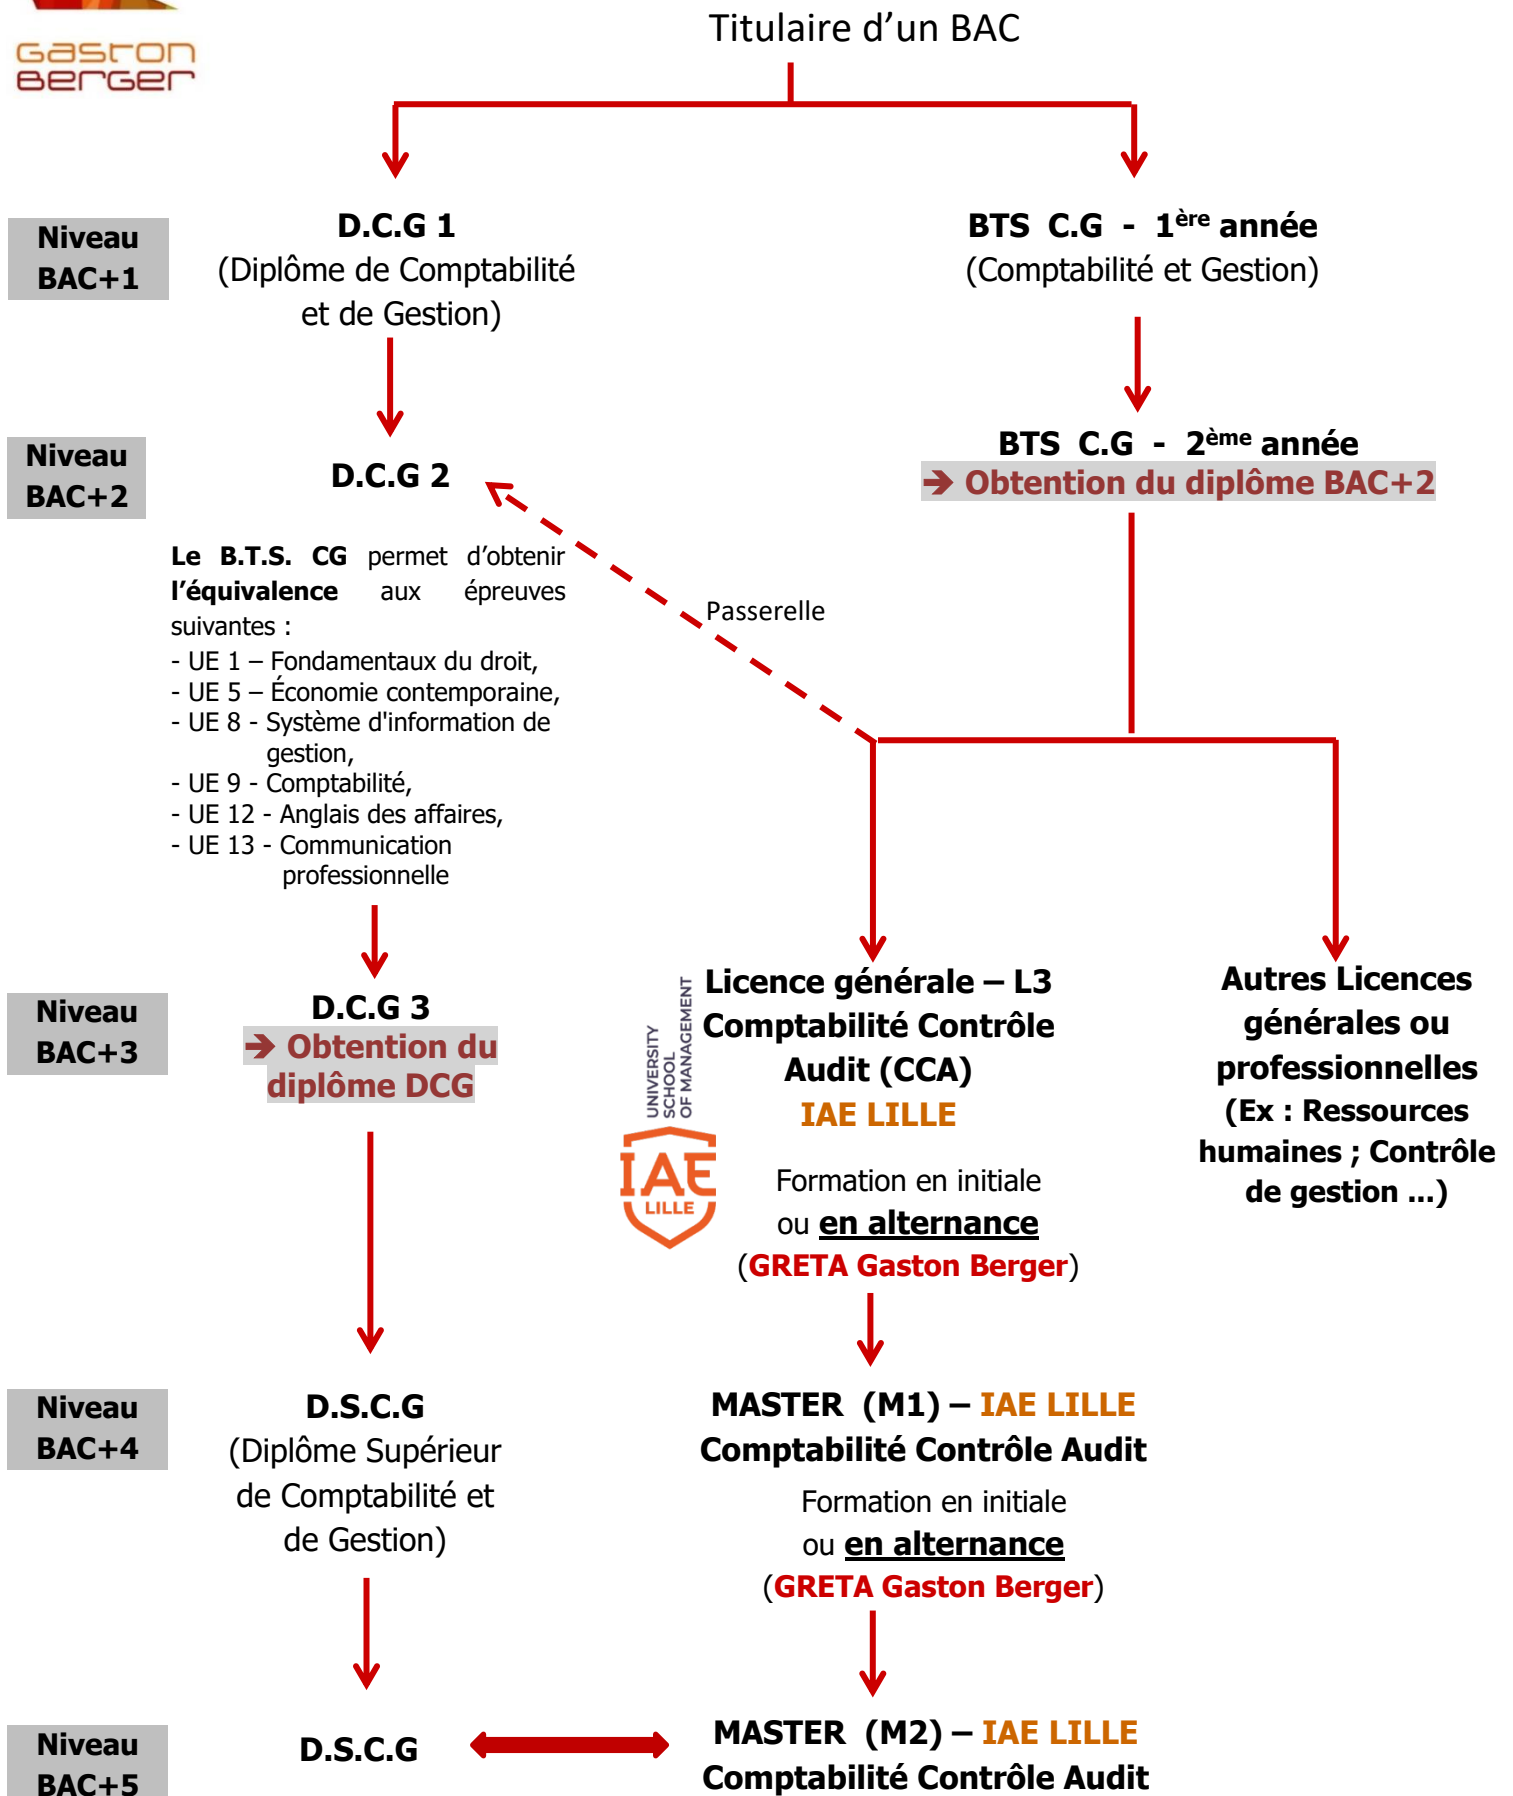 Gaston
Berger
Titulaire d’un BAC
Niveau
BAC+1
D.C.G 1
(Diplôme de Comptabilité
et de Gestion)
BTS C.G - 1ère année
(Comptabilité et Gestion)
Niveau
BAC+2
D.C.G 2
BTS C.G - 2ème année
➔ Obtention du diplôme BAC+2
Le B.T.S. CG permet d’obtenir
l’équivalence aux épreuves
suivantes :
- UE 1 – Fondamentaux du droit,
- UE 5 – Économie contemporaine,
- UE 8 - Système d'information de
gestion,
- UE 9 - Comptabilité,
- UE 12 - Anglais des affaires,
- UE 13 - Communication
professionnelle
Passerelle
Niveau
BAC+3
D.C.G 3
➔ Obtention du
diplôme DCG
UNIVERSITY
SCHOOL
OF MANAGEMENT
IAE
LILLE
Licence générale – L3
Comptabilité Contrôle
Audit (CCA)
IAE LILLE
Formation en initiale
ou en alternance
(GRETA Gaston Berger)
Autres Licences
générales ou
professionnelles
(Ex : Ressources
humaines ; Contrôle
de gestion ...)
Niveau
BAC+4
D.S.C.G
(Diplôme Supérieur
de Comptabilité et
de Gestion)
MASTER (M1) – IAE LILLE
Comptabilité Contrôle Audit
Formation en initiale
ou en alternance
(GRETA Gaston Berger)
Niveau
BAC+5
D.S.C.G
MASTER (M2) – IAE LILLE
Comptabilité Contrôle Audit